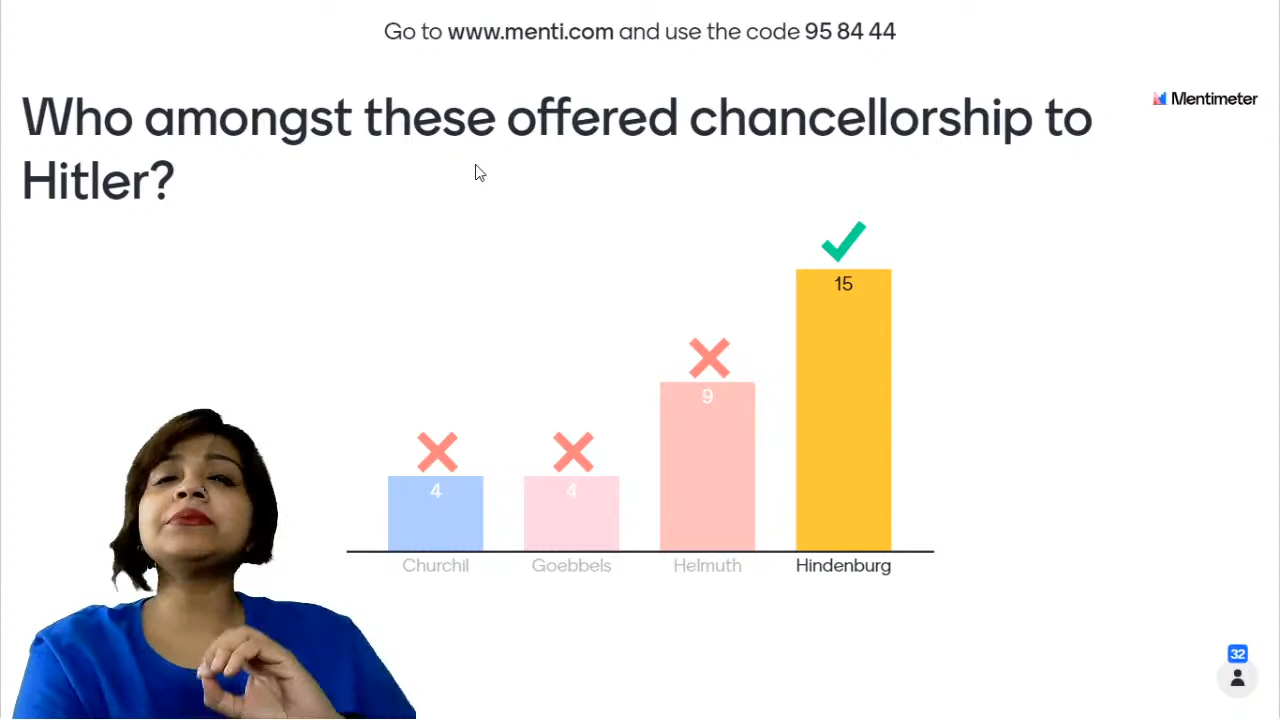 Go to www.menti.com and use the code 95 84 44
Mentimeter
Who amongst these offered chancellorship to
Hitler?
15
9
4
4
Churchil
Goebbels
Helmuth
Hindenburg
32